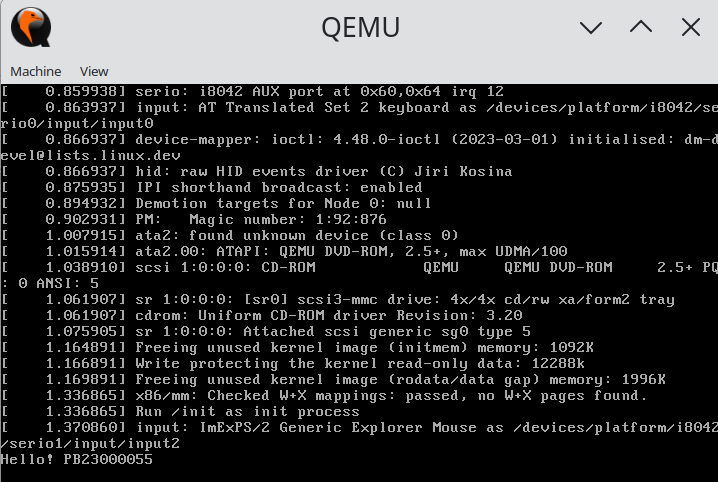 QEMU
Machine View
[    0.859938] serio: i8042 AUX port at 0x60,0x64 irq 12
[    0.863937] input: AT Translated Set 2 keyboard as /devices/platform/i8042/se
rio0/input/input0
[    0.866937] device-mapper: ioctl: 4.48.0-ioctl (2023-03-01) initialised: dm-d
evel@lists.linux.dev
[    0.866937] hid: raw HID events driver (C) Jiri Kosina
[    0.875935] IPI shorthand broadcast: enabled
[    0.894932] Demotion targets for Node 0: null
[    0.902931] PM:   Magic number: 1:92:876
[    1.007915] ata2: found unknown device (class 0)
[    1.015914] ata2.00: ATAPI: QEMU DVD-ROM, 2.5+, max UDMA/100
[    1.038910] scsi 1:0:0:0: CD-ROM            QEMU     QEMU DVD-ROM     2.5+ PQ
: 0 ANSI: 5
[    1.061907] sr 1:0:0:0: [sr0] scsi3-mmc drive: 4x/4x cd/rw xa/form2 tray
[    1.061907] cdrom: Uniform CD-ROM driver Revision: 3.20
[    1.075905] sr 1:0:0:0: Attached scsi generic sg0 type 5
[    1.164891] Freeing unused kernel image (initmem) memory: 1092K
[    1.166891] Write protecting the kernel read-only data: 12288k
[    1.169891] Freeing unused kernel image (rodata/data gap) memory: 1996K
[    1.336865] x86/mm: Checked W+X mappings: passed, no W+X pages found.
[    1.336865] Run /init as init process
[    1.370860] input: ImExPS/2 Generic Explorer Mouse as /devices/platform/i8042
/serio1/input/input2
Hello! PB23000055